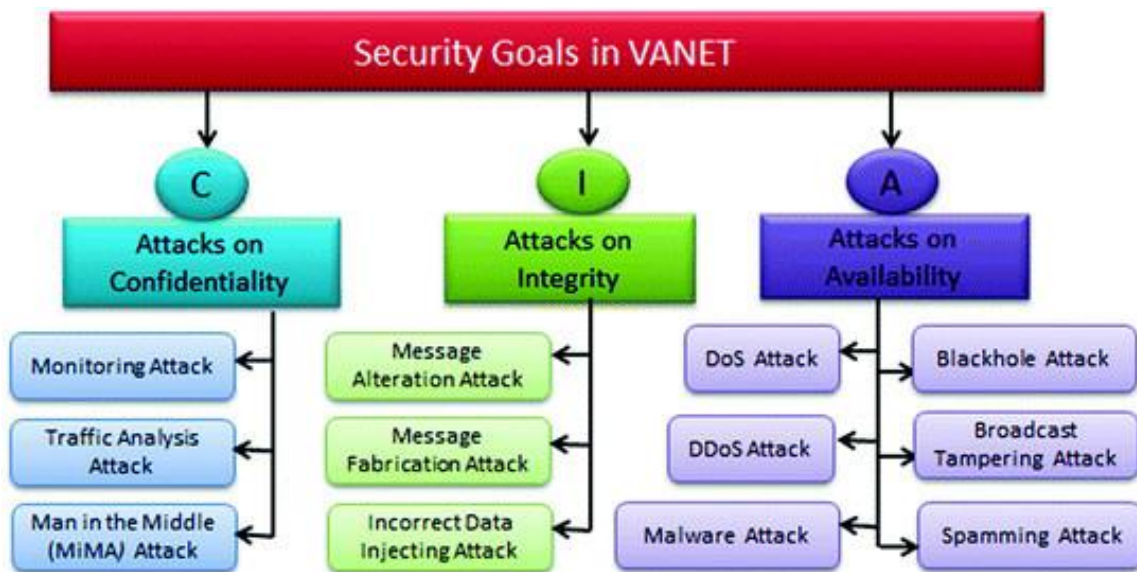 Security Goals in VANET
C
Attacks on
Confidentiality
Monitoring Attack
Traffic Analysis
Attack
Man in the Middle
(MiMA) Attack
I
Attacks on
Integrity
Message
Alteration Attack
Message
Fabrication Attack
Incorrect Data
Injecting Attack
A
Attacks on
Availability
DoS Attack
DDoS Attack
Malware Attack
Blackhole Attack
Broadcast
Tampering Attack
Spamming Attack